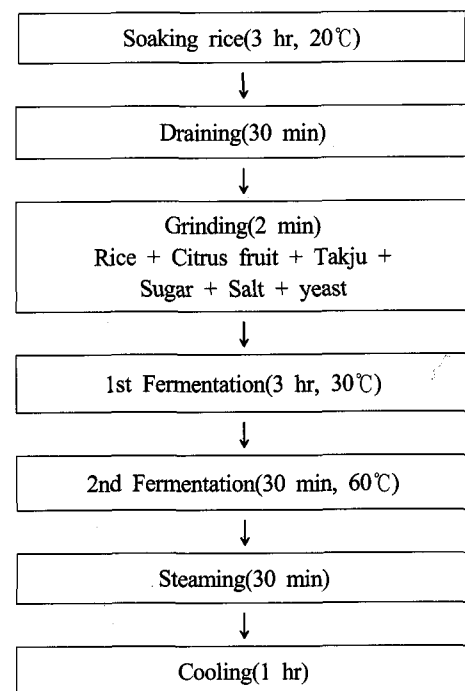 Soaking rice(3 hr, 20℃)
↓
Draining(30 min)
↓
Grinding(2 min)
Rice + Citrus fruit + Takju +
Sugar + Salt + yeast
↓
1st Fermentation(3 hr, 30℃)
↓
2nd Fermentation(30 min, 60℃)
↓
Steaming(30 min)
↓
Cooling(1 hr)